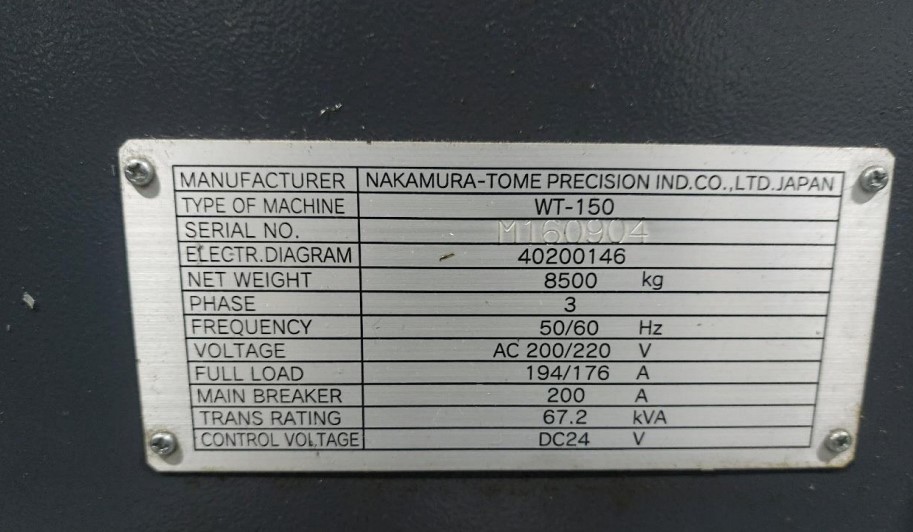 MANUFACTURER NAKAMURA-TOME PRECISION IND.CO.,LTD.JAPAN
TYPE OF MACHINE WT-150
SERIAL NO. M160904
ELECTR.DIAGRAM 40200146
NET WEIGHT 8500 kg
PHASE 3
FREQUENCY 50/60 Hz
VOLTAGE AC 200/220 V
FULL LOAD 194/176 A
MAIN BREAKER 200 A
TRANS RATING 67.2 kVA
CONTROL VOLTAGE DC24 V